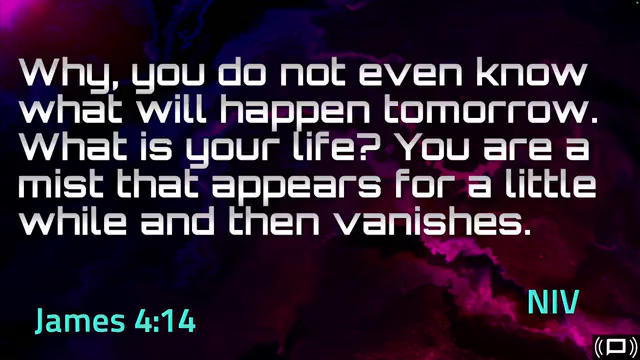 Why, you do not even know
what will happen tomorrow.
What is your life? You are a
mist that appears for a little
while and then vanishes.
NIV
James 4:14